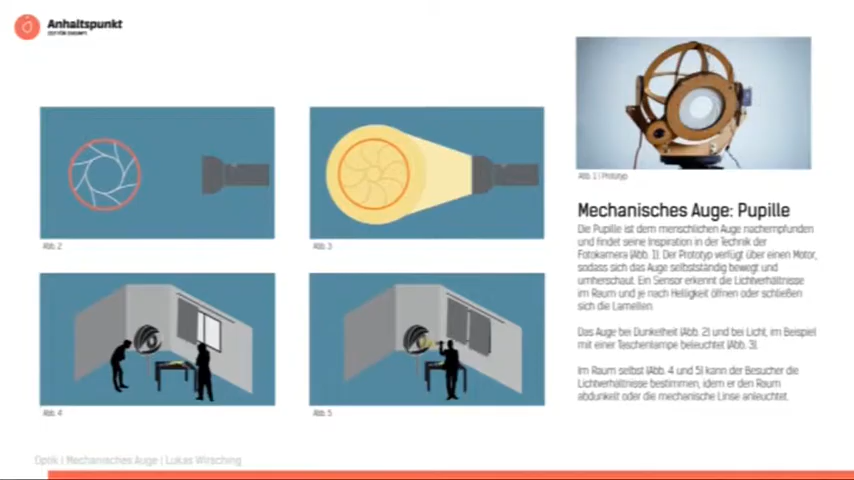 Anhaltspunkt
ZEIT FÜR ZUKUNFT
Abb. 1 | Prototyp
Abb. 2
Abb. 3
Abb. 4
Abb. 5
Mechanisches Auge: Pupille
Die Pupille ist dem menschlichen Auge nachempfunden
und findet seine Inspiration in der Technik der
Fotokamera (Abb. 1). Der Prototyp verfügt über einen Motor,
sodass sich das Auge selbstständig bewegt und
umherschaut. Ein Sensor erkennt die Lichtverhältnisse
im Raum und je nach Helligkeit öffnen oder schließen
sich die Lamellen.
Das Auge bei Dunkelheit (Abb. 2) und bei Licht, im Beispiel
mit einer Taschenlampe beleuchtet (Abb. 3).
Im Raum selbst (Abb. 4 und 5) kann der Besucher die
Lichtverhältnisse bestimmen, idem er den Raum
abdunkelt oder die mechanische Linse anleuchtet.
Optik | Mechanisches Auge | Lukas Wirsching